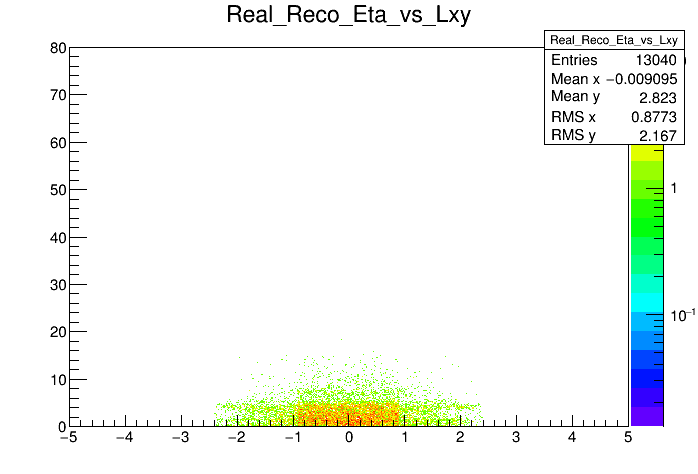 Real_Reco_Eta_vs_Lxy
Real_Reco_Eta_vs_Lxy
Entries 13040
Mean x −0.009095
Mean y 2.823
RMS x 0.8773
RMS y 2.167
80
70
60
50
40
30
20
10
0
−5 −4 −3 −2 −1 0 1 2 3 4 5
1
10⁻¹